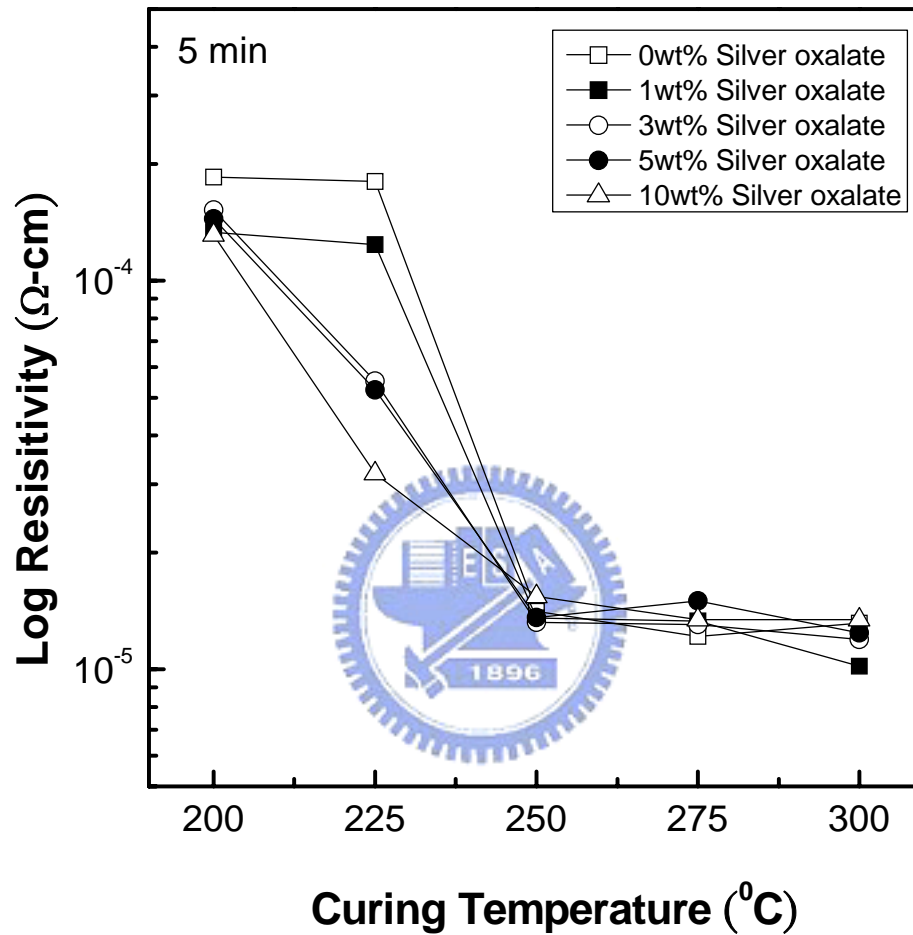 5 min
0wt% Silver oxalate
1wt% Silver oxalate
3wt% Silver oxalate
5wt% Silver oxalate
10wt% Silver oxalate
Log Resisitivity (Ω-cm)
10⁻⁴
10⁻⁵
E S A
1896
200 225 250 275 300
Curing Temperature (⁰C)